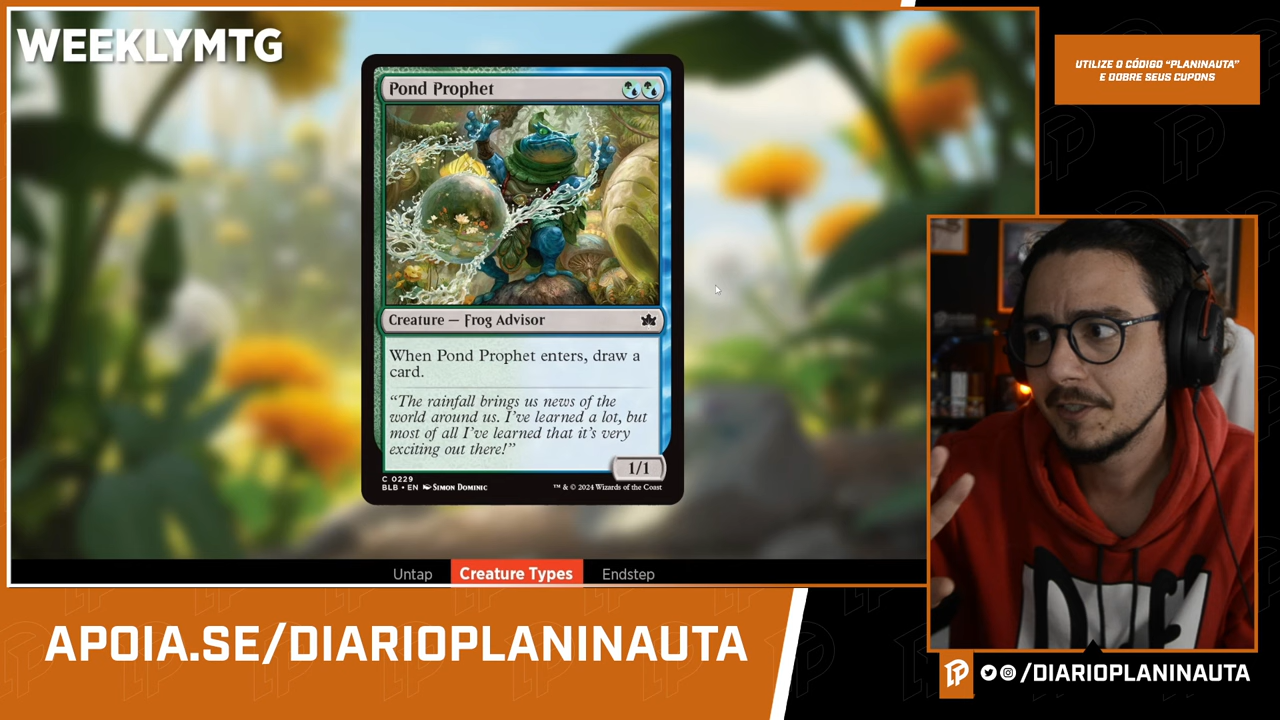 WEEKLYMTG
UTILIZE O CÓDIGO "PLANINAUTA"
E DOBRE SEUS CUPONS
Pond Prophet
Creature — Frog Advisor
When Pond Prophet enters, draw a
card.
"The rainfall brings us news of the
world around us. I've learned a lot, but
most of all I've learned that it's very
exciting out there!"
1/1
C 0229
BLB • EN SIMON DOMINIC
™ & © 2024 Wizards of the Coast
Untap
Creature Types
Endstep
APOIA.SE/DIARIOPLANINAUTA
/DIARIOPLANINAUTA